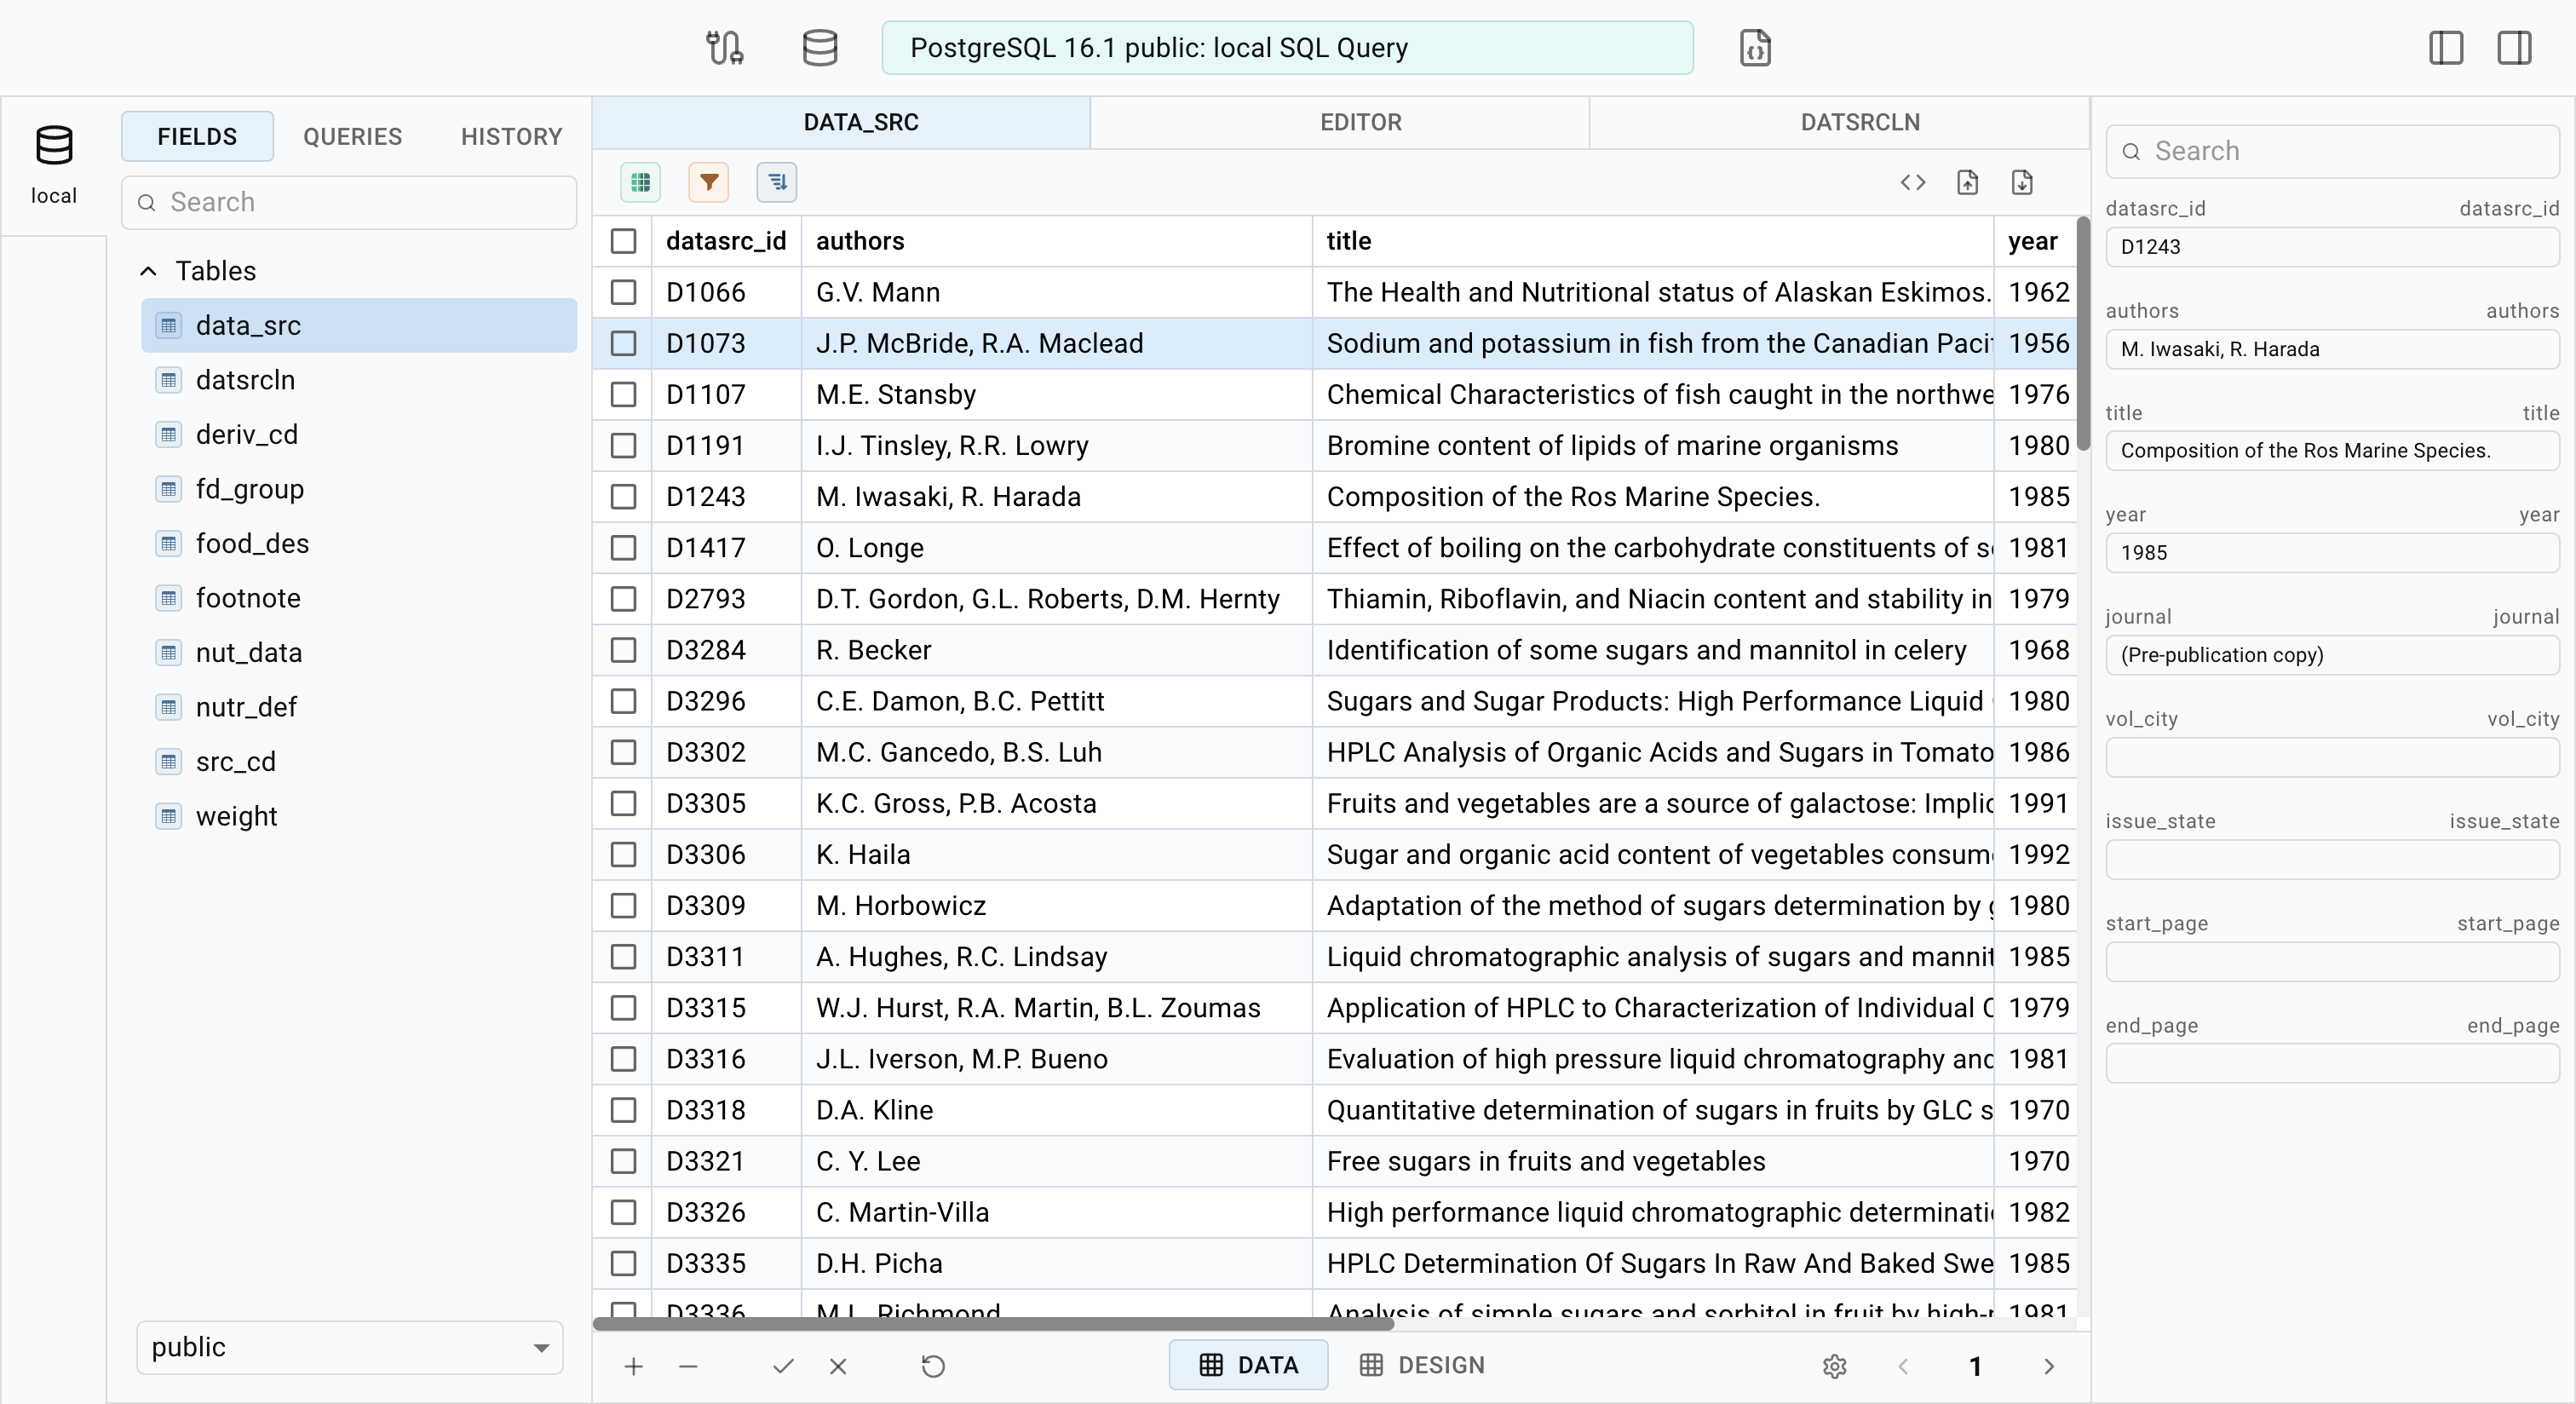 PostgreSQL 16.1 public: local SQL Query
local
FIELDS QUERIES HISTORY
Search
Tables
data_src
datsrcln
deriv_cd
fd_group
food_des
footnote
nut_data
nutr_def
src_cd
weight
public
DATA_SRC EDITOR DATSRCLN
datasrc_id authors title year
D1066 G.V. Mann The Health and Nutritional status of Alaskan Eskimos. 1962
D1073 J.P. McBride, R.A. Maclead Sodium and potassium in fish from the Canadian Pacif 1956
D1107 M.E. Stansby Chemical Characteristics of fish caught in the northwe 1976
D1191 I.J. Tinsley, R.R. Lowry Bromine content of lipids of marine organisms 1980
D1243 M. Iwasaki, R. Harada Composition of the Ros Marine Species. 1985
D1417 O. Longe Effect of boiling on the carbohydrate constituents of s 1981
D2793 D.T. Gordon, G.L. Roberts, D.M. Hernty Thiamin, Riboflavin, and Niacin content and stability in 1979
D3284 R. Becker Identification of some sugars and mannitol in celery 1968
D3296 C.E. Damon, B.C. Pettitt Sugars and Sugar Products: High Performance Liquid 1980
D3302 M.C. Gancedo, B.S. Luh HPLC Analysis of Organic Acids and Sugars in Tomato 1986
D3305 K.C. Gross, P.B. Acosta Fruits and vegetables are a source of galactose: Implic 1991
D3306 K. Haila Sugar and organic acid content of vegetables consum 1992
D3309 M. Horbowicz Adaptation of the method of sugars determination by g 1980
D3311 A. Hughes, R.C. Lindsay Liquid chromatographic analysis of sugars and mannit 1985
D3315 W.J. Hurst, R.A. Martin, B.L. Zoumas Application of HPLC to Characterization of Individual C 1979
D3316 J.L. Iverson, M.P. Bueno Evaluation of high pressure liquid chromatography and 1981
D3318 D.A. Kline Quantitative determination of sugars in fruits by GLC s 1970
D3321 C. Y. Lee Free sugars in fruits and vegetables 1970
D3326 C. Martin-Villa High performance liquid chromatographic determinati 1982
D3335 D.H. Picha HPLC Determination Of Sugars In Raw And Baked Swe 1985
D3336 M.L. Richmond Analysis of simple sugars and sorbitol in fruit by high-p 1981
DATA DESIGN 1
Search
datasrc_id datasrc_id
D1243
authors authors
M. Iwasaki, R. Harada
title title
Composition of the Ros Marine Species.
year year
1985
journal journal
(Pre-publication copy)
vol_city vol_city
issue_state issue_state
start_page start_page
end_page end_page